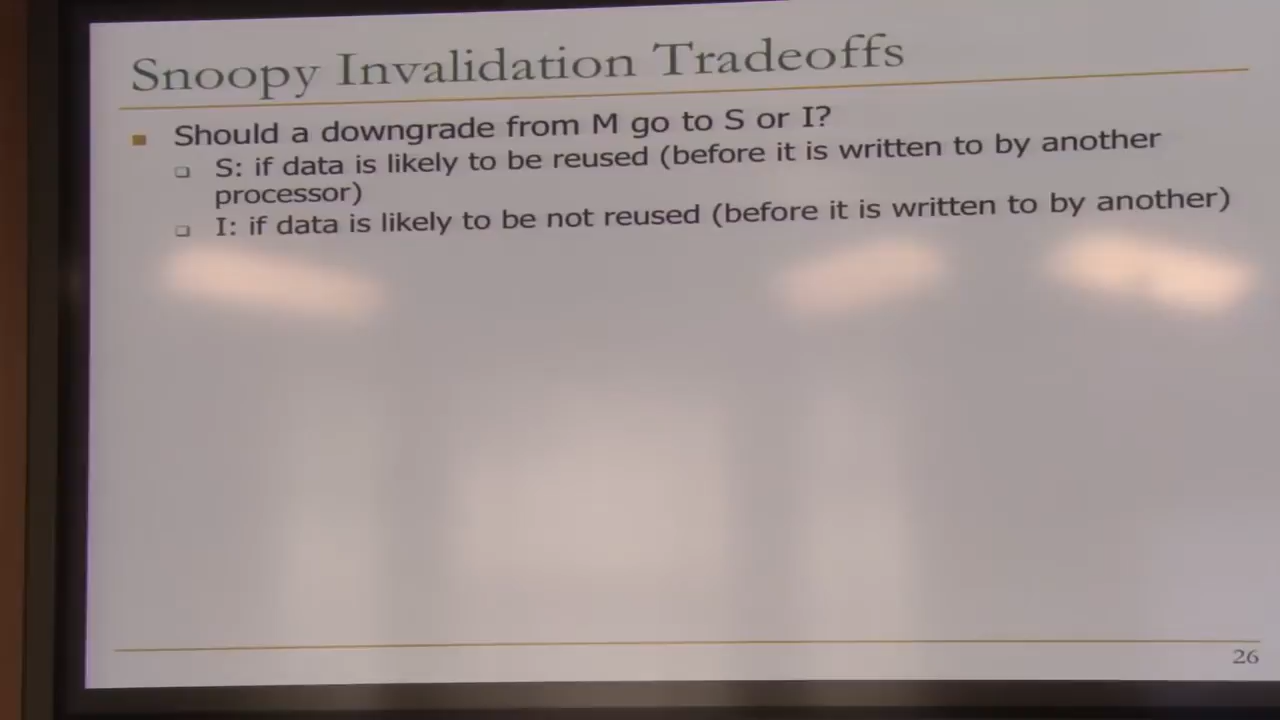 Snoopy Invalidation Tradeoffs
Should a downgrade from M go to S or I?
S: if data is likely to be reused (before it is written to by another
processor)
I: if data is likely to be not reused (before it is written to by another)
26